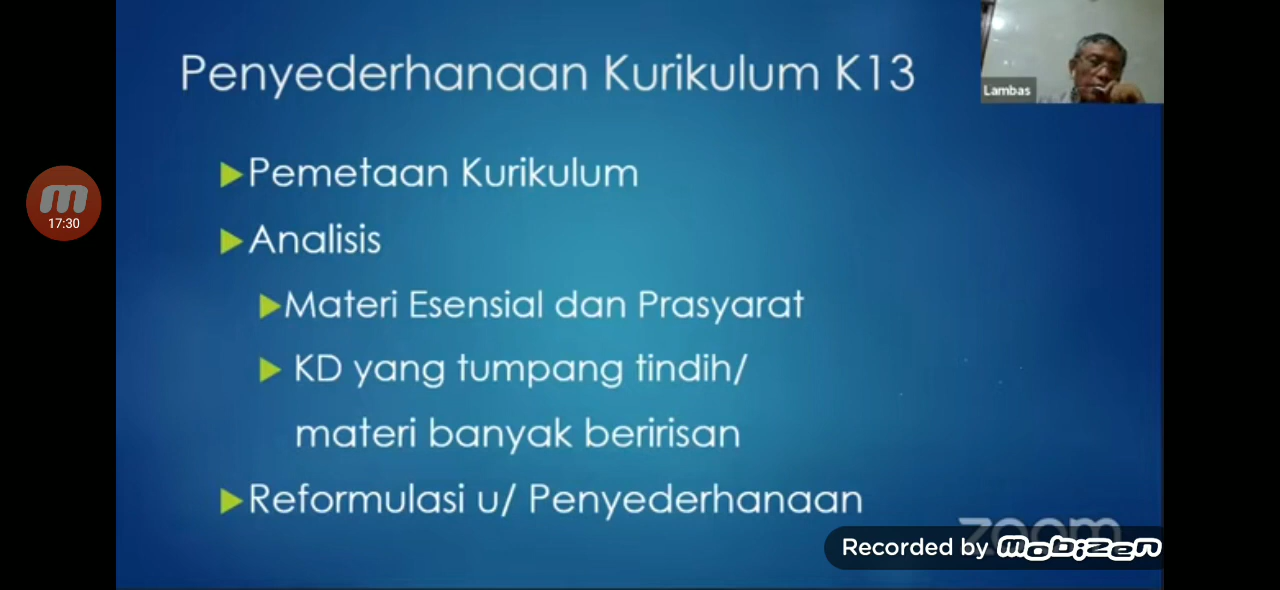 Penyederhanaan Kurikulum K13
Lambas
Pemetaan Kurikulum
17:30
Analisis
Materi Esensial dan Prasyarat
KD yang tumpang tindih/
materi banyak beririsan
Reformulasi u/ Penyederhanaan
zoom
Recorded by mobizen